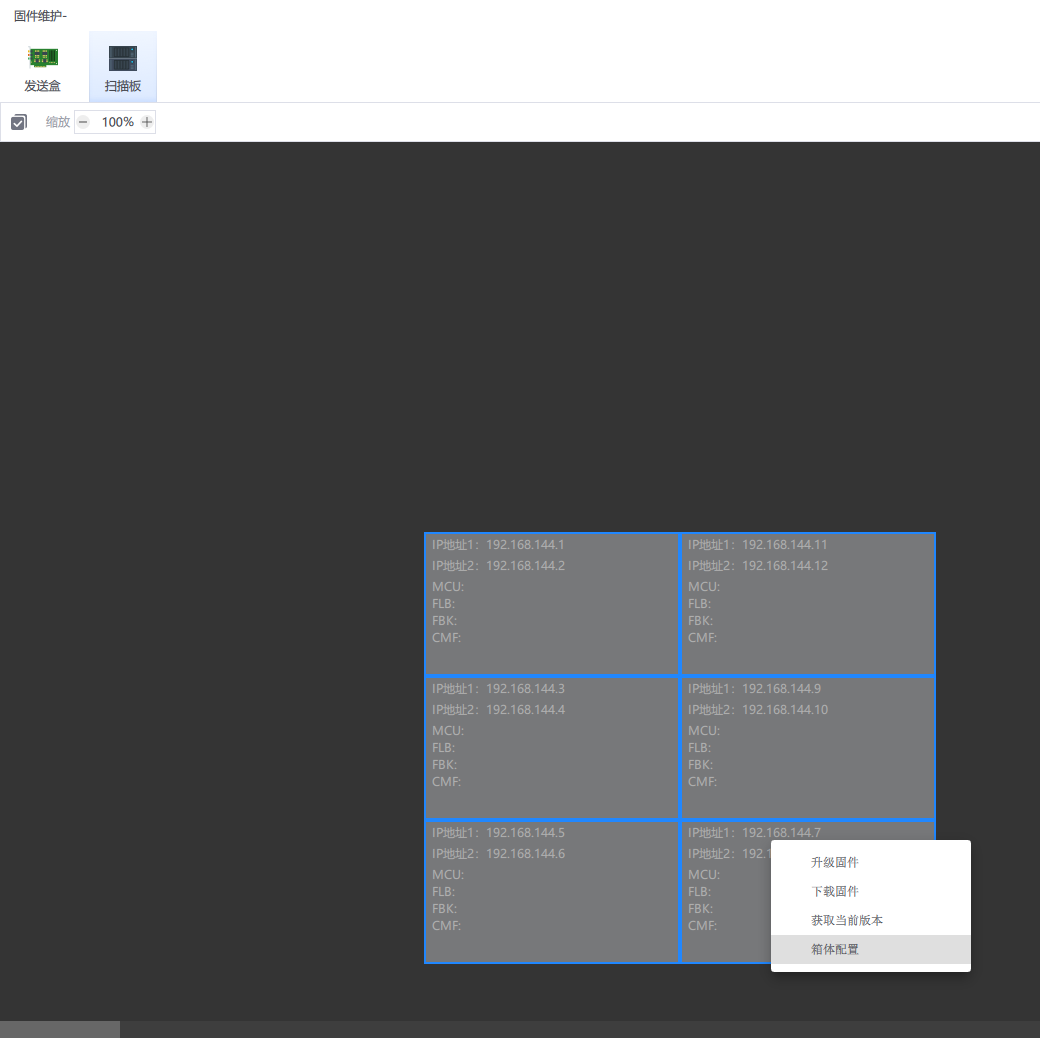 固件维护-
发送盒
扫描板
缩放 100%
IP地址1：192.168.144.1
IP地址2：192.168.144.2
MCU:
FLB:
FBK:
CMF:
IP地址1：192.168.144.11
IP地址2：192.168.144.12
MCU:
FLB:
FBK:
CMF:
IP地址1：192.168.144.3
IP地址2：192.168.144.4
MCU:
FLB:
FBK:
CMF:
IP地址1：192.168.144.9
IP地址2：192.168.144.10
MCU:
FLB:
FBK:
CMF:
IP地址1：192.168.144.5
IP地址2：192.168.144.6
MCU:
FLB:
FBK:
CMF:
IP地址1：192.168.144.7
IP地址2：192.1
MCU:
FLB:
FBK:
CMF:
升级固件
下载固件
获取当前版本
箱体配置